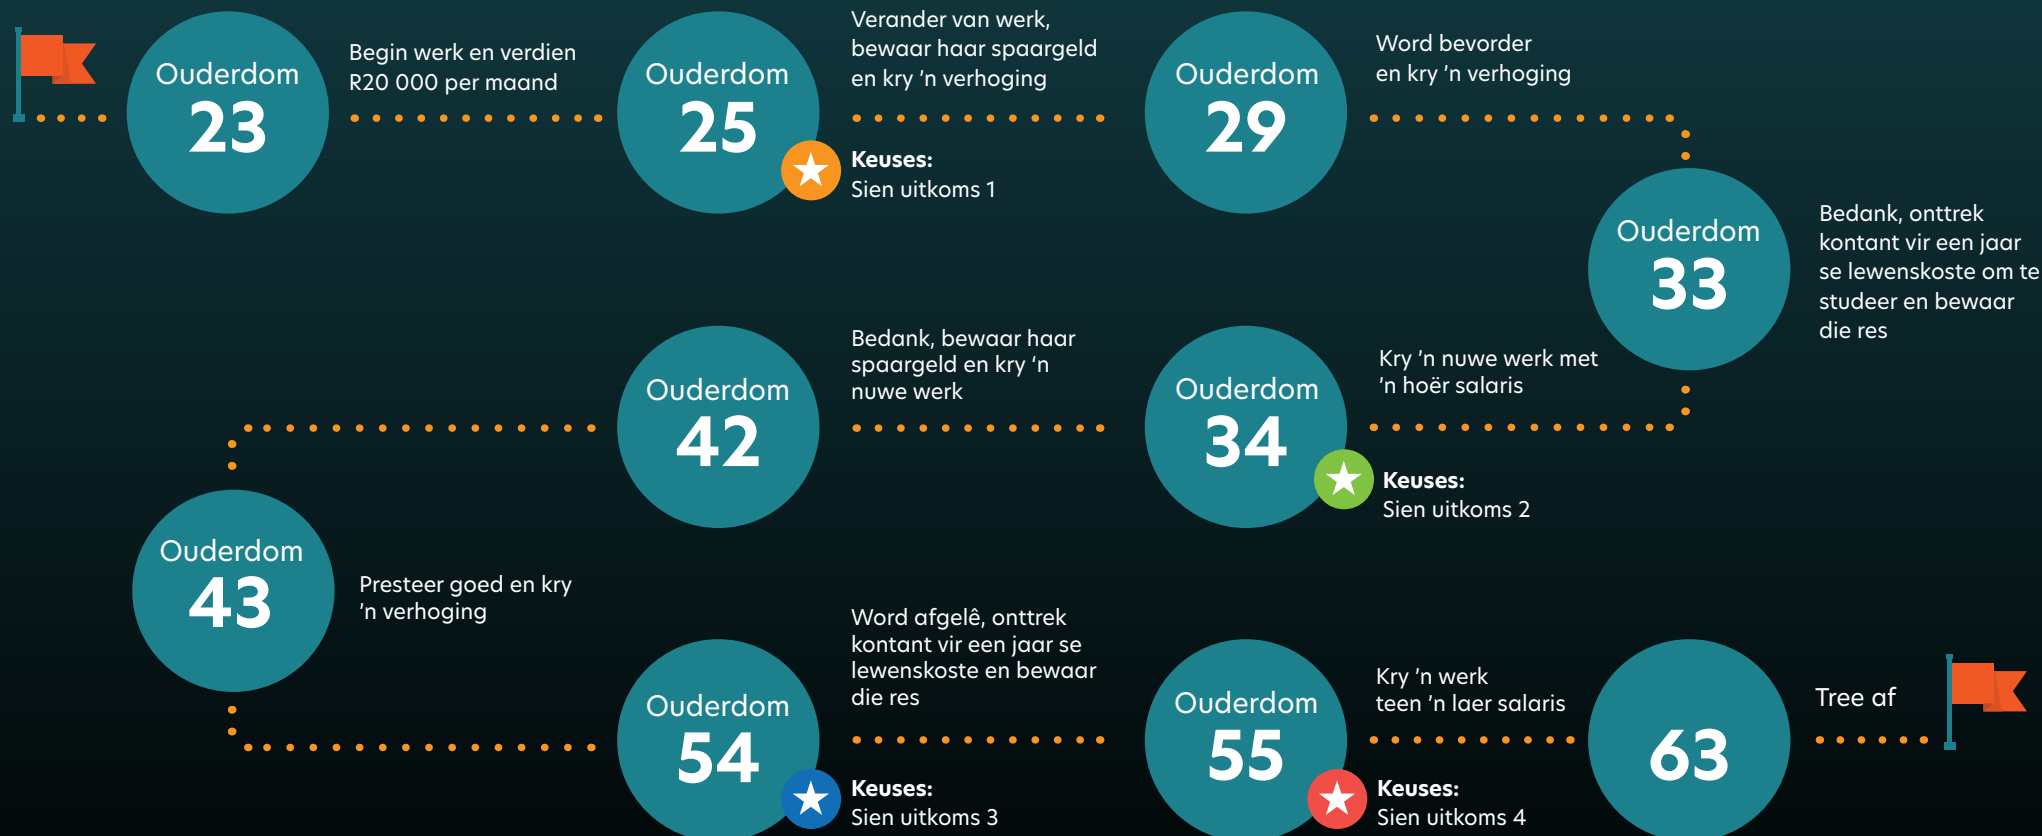 Ouderdom
23
Begin werk en verdien
R20 000 per maand
Ouderdom
25
Verander van werk,
bewaar haar spaargeld
en kry 'n verhoging
Keuses:
Sien uitkoms 1
Ouderdom
29
Word bevorder
en kry 'n verhoging
Ouderdom
33
Bedank, onttrek
kontant vir een jaar
se lewenskoste om te
studeer en bewaar
die res
Ouderdom
34
Kry 'n nuwe werk met
'n hoër salaris
Keuses:
Sien uitkoms 2
Ouderdom
42
Bedank, bewaar haar
spaargeld en kry ‘n
nuwe werk
Ouderdom
43
Presteer goed en kry
'n verhoging
Ouderdom
54
Word afgelê, onttrek
kontant vir een jaar se
lewenskoste en bewaar
die res
Keuses:
Sien uitkoms 3
Ouderdom
55
Kry 'n werk
teen 'n laer salaris
Keuses:
Sien uitkoms 4
63
Tree af